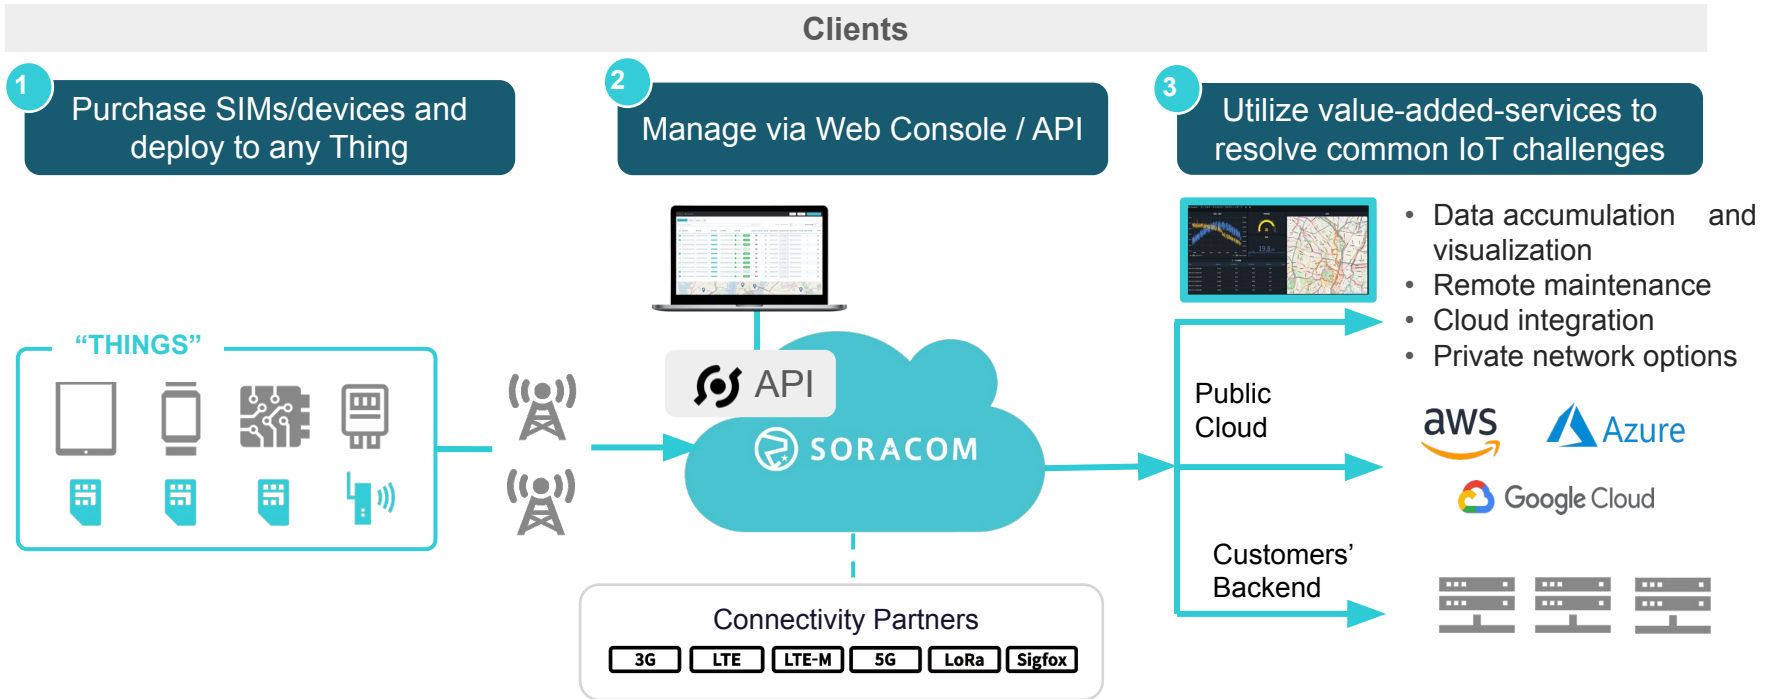 Clients
1
Purchase SIMs/devices and
deploy to any Thing
2
Manage via Web Console / API
3
Utilize value-added-services to
resolve common IoT challenges
• Data accumulation and
visualization
• Remote maintenance
• Cloud integration
• Private network options
“THINGS”
API
SORACOM
Public
Cloud
aws
Azure
Google Cloud
Customers’
Backend
Connectivity Partners
3G LTE LTE-M 5G LoRa Sigfox